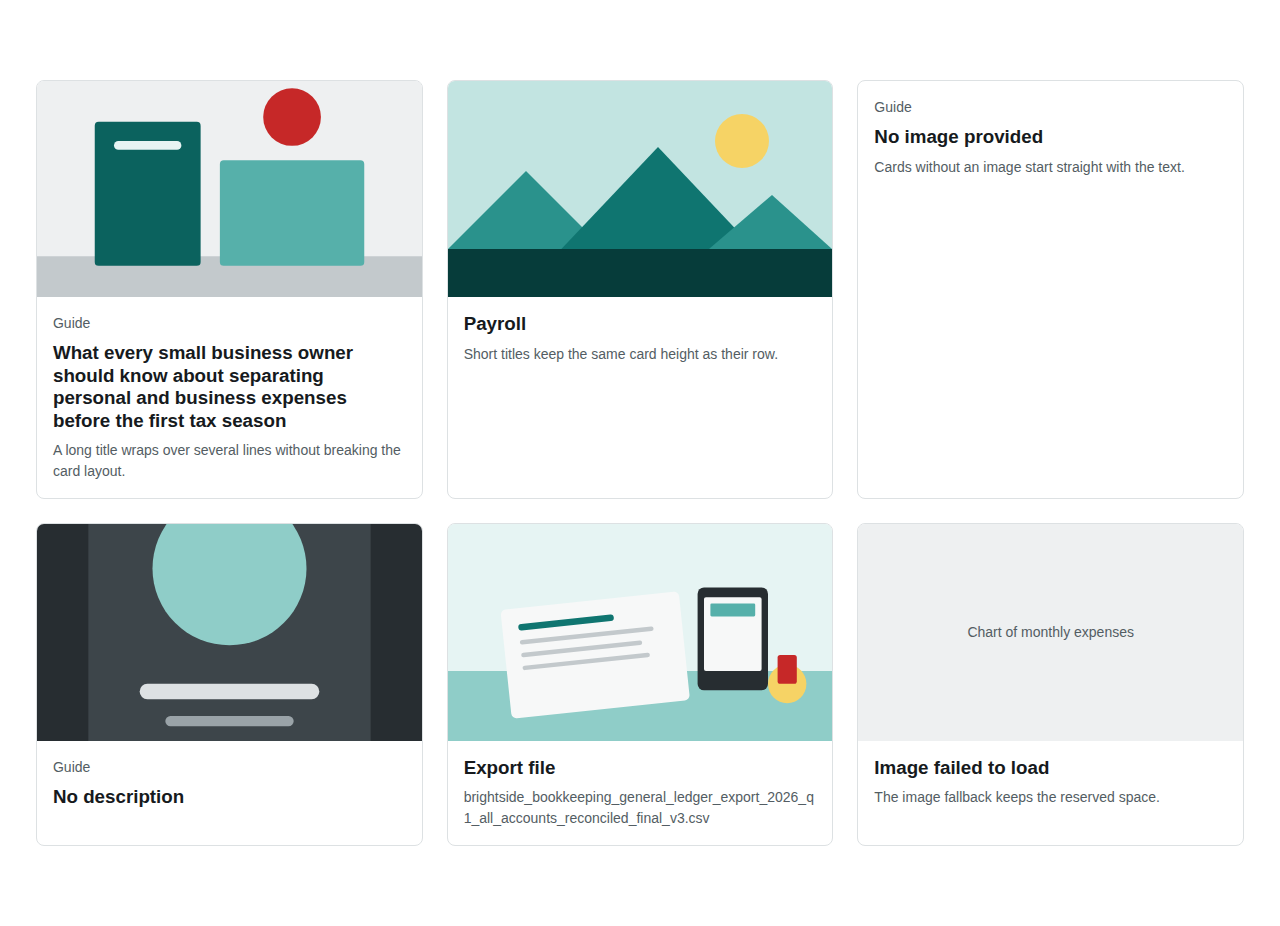 Guide
What every small business owner
should know about separating
personal and business expenses
before the first tax season
A long title wraps over several lines without breaking the
card layout.
Payroll
Short titles keep the same card height as their row.
Guide
No image provided
Cards without an image start straight with the text.
Guide
No description
Export file
brightside_bookkeeping_general_ledger_export_2026_q
1_all_accounts_reconciled_final_v3.csv
Chart of monthly expenses
Image failed to load
The image fallback keeps the reserved space.